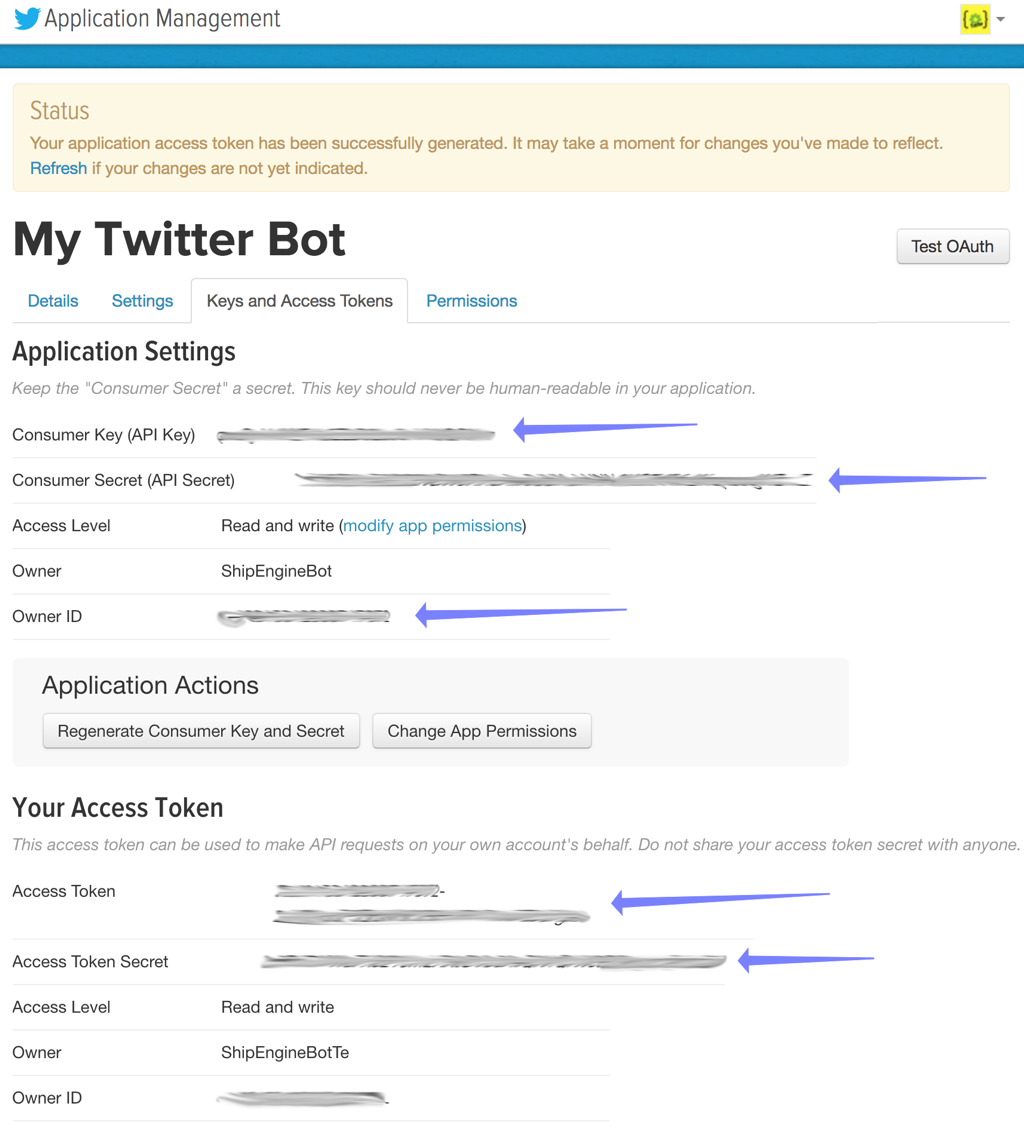 Application Management
Status
Your application access token has been successfully generated. It may take a moment for changes you've made to reflect.
Refresh if your changes are not yet indicated.
My Twitter Bot
Test OAuth
Details Settings Keys and Access Tokens Permissions
Application Settings
Keep the "Consumer Secret" a secret. This key should never be human-readable in your application.
Consumer Key (API Key)
Consumer Secret (API Secret)
Access Level Read and write (modify app permissions)
Owner ShipEngineBot
Owner ID
Application Actions
Regenerate Consumer Key and Secret Change App Permissions
Your Access Token
This access token can be used to make API requests on your own account's behalf. Do not share your access token secret with anyone.
Access Token
Access Token Secret
Access Level Read and write
Owner ShipEngineBotTe
Owner ID